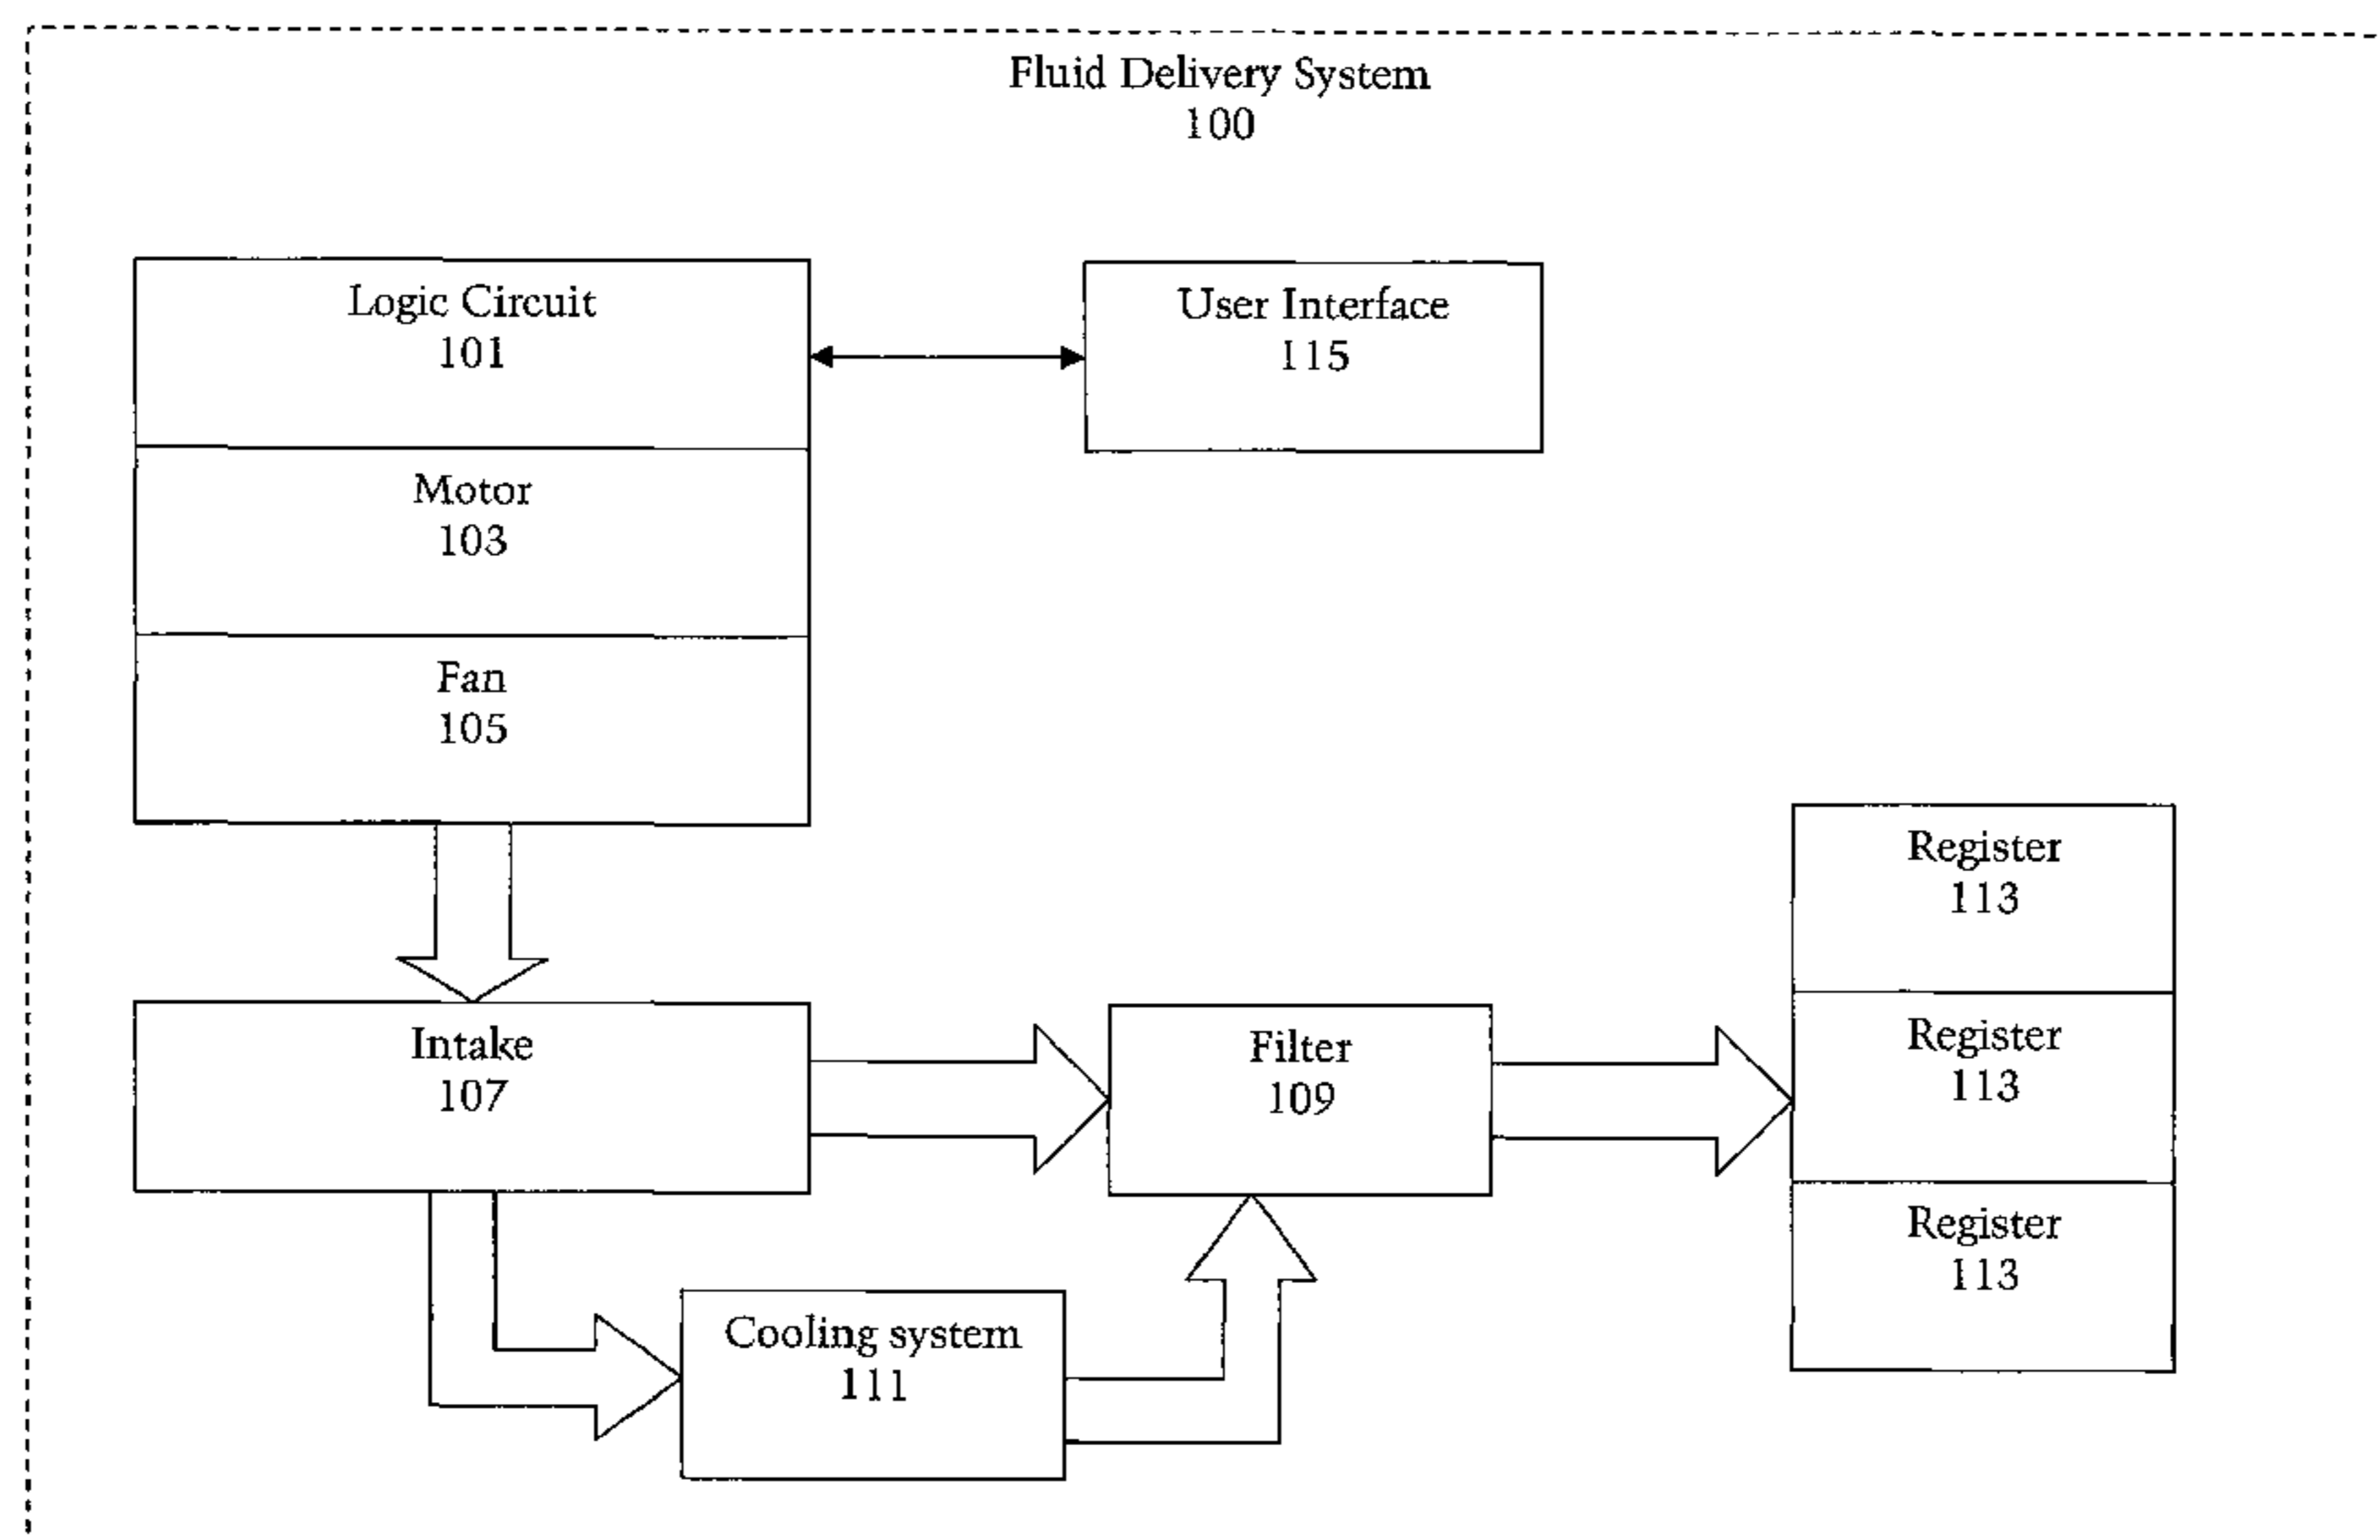 Fluid Delivery System
100
Logic Circuit
101
User Interface
115
Motor
103
Fan
105
Register
113
Intake
107
Filter
109
Register
113
Register
113
Cooling system
111